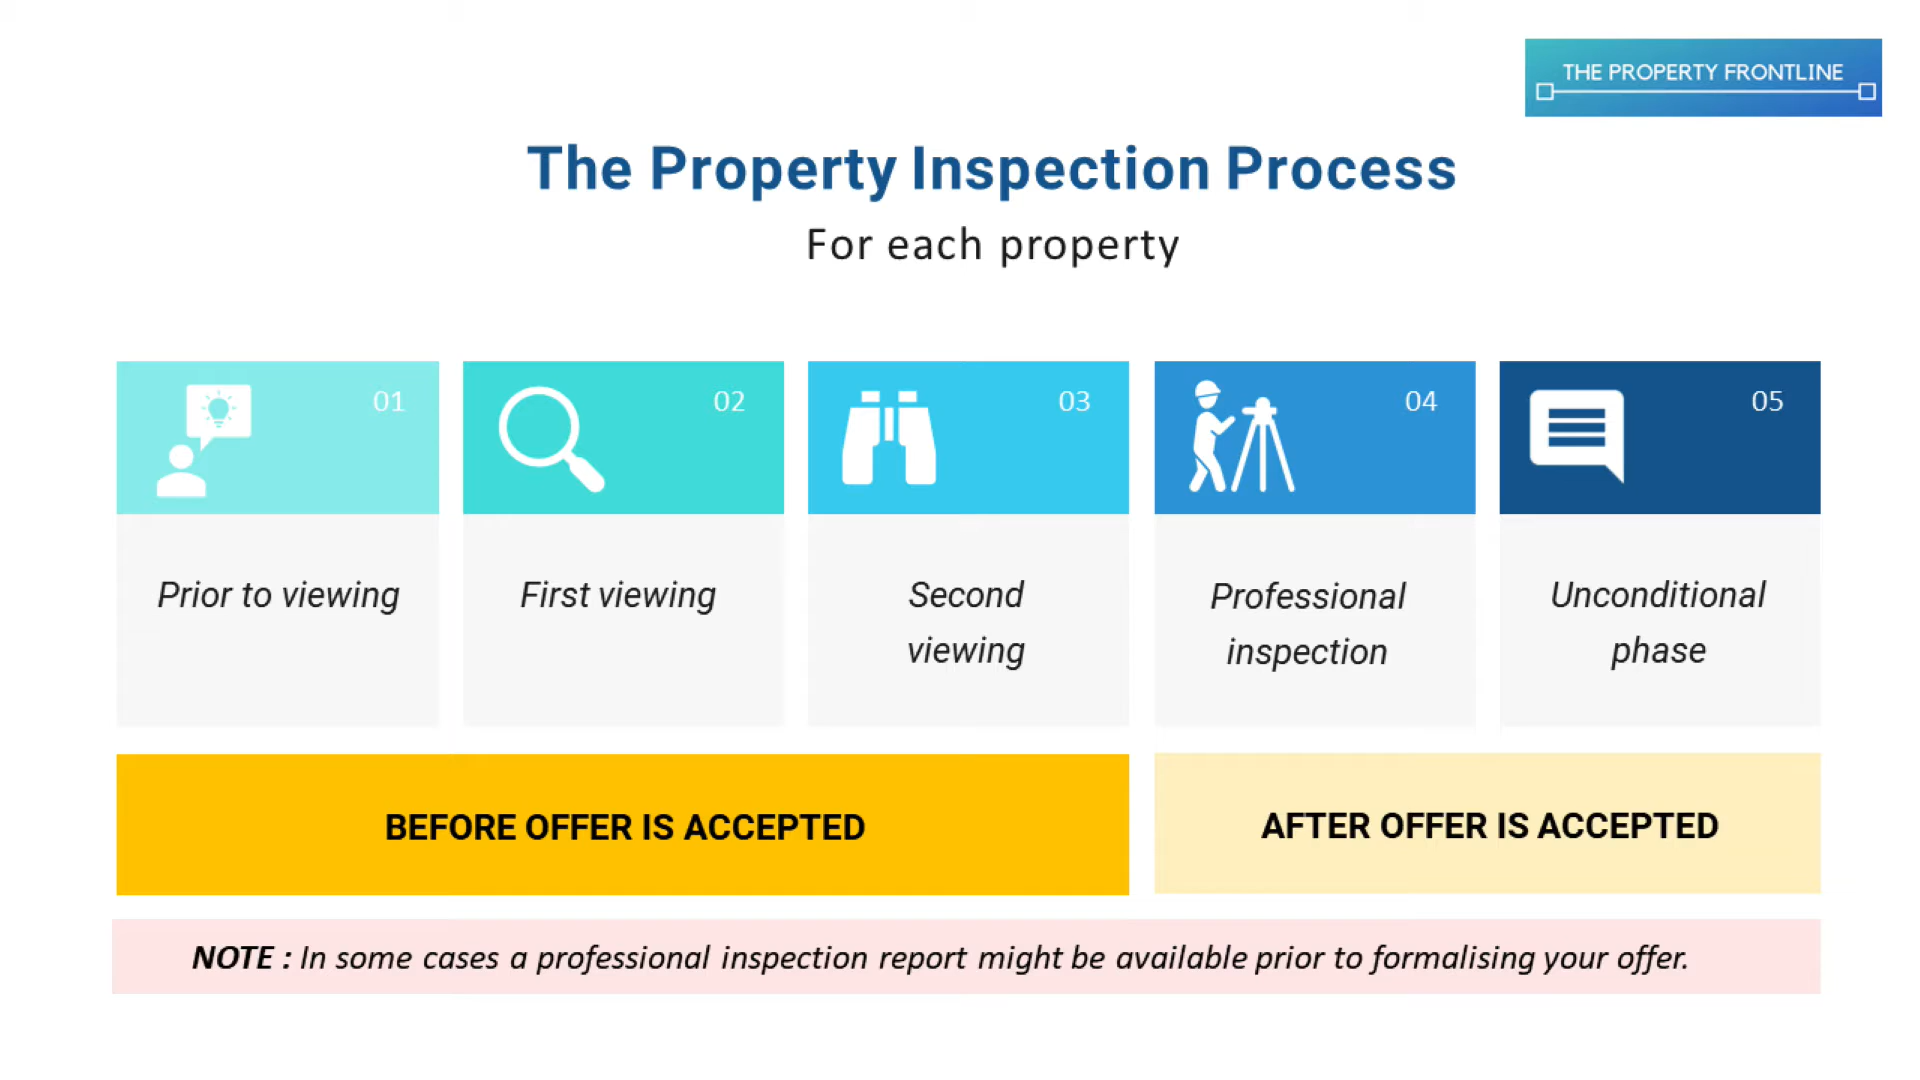 THE PROPERTY FRONTLINE
The Property Inspection Process
For each property
01
02
03
04
05
Prior to viewing
First viewing
Second
viewing
Professional
inspection
Unconditional
phase
BEFORE OFFER IS ACCEPTED
AFTER OFFER IS ACCEPTED
NOTE : In some cases a professional inspection report might be available prior to formalising your offer.